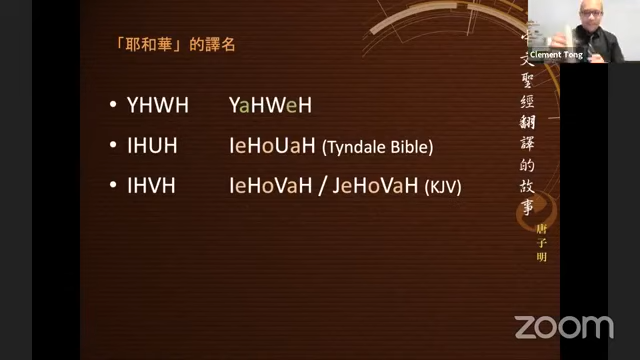 「耶和華」的譯名
• YHWH YaHWeH
• IHUH IeHoUaH (Tyndale Bible)
• IHVH IeHoVaH / JeHoVaH (KJV)
Clement Tong
文聖經翻譯的故事
唐子明
zoom